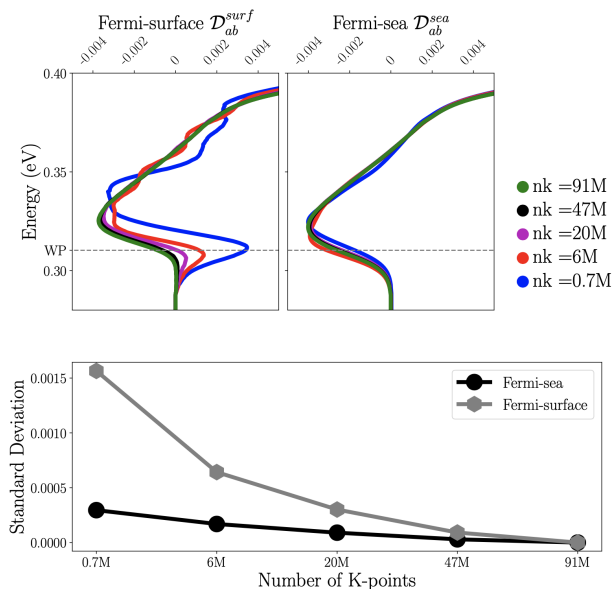 Fermi-surface 𝒟_ab^surf
Fermi-sea 𝒟_ab^sea
-0.004 -0.002 0 0.002 0.004
-0.004 -0.002 0 0.002 0.004
0.40
0.35
WP
0.30
Energy (eV)
nk =91M
nk =47M
nk =20M
nk =6M
nk =0.7M
0.0015
0.0010
0.0005
0.0000
Standard Deviation
Fermi-sea
Fermi-surface
0.7M 6M 20M 47M 91M
Number of K-points